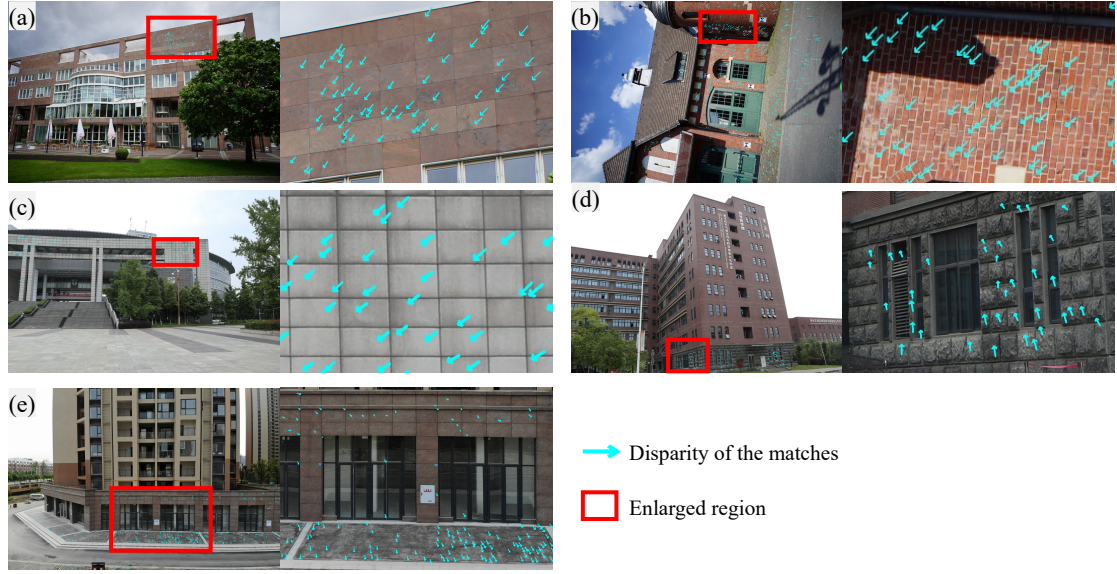 (a)
(b)
(c)
(d)
(e)
Disparity of the matches
Enlarged region